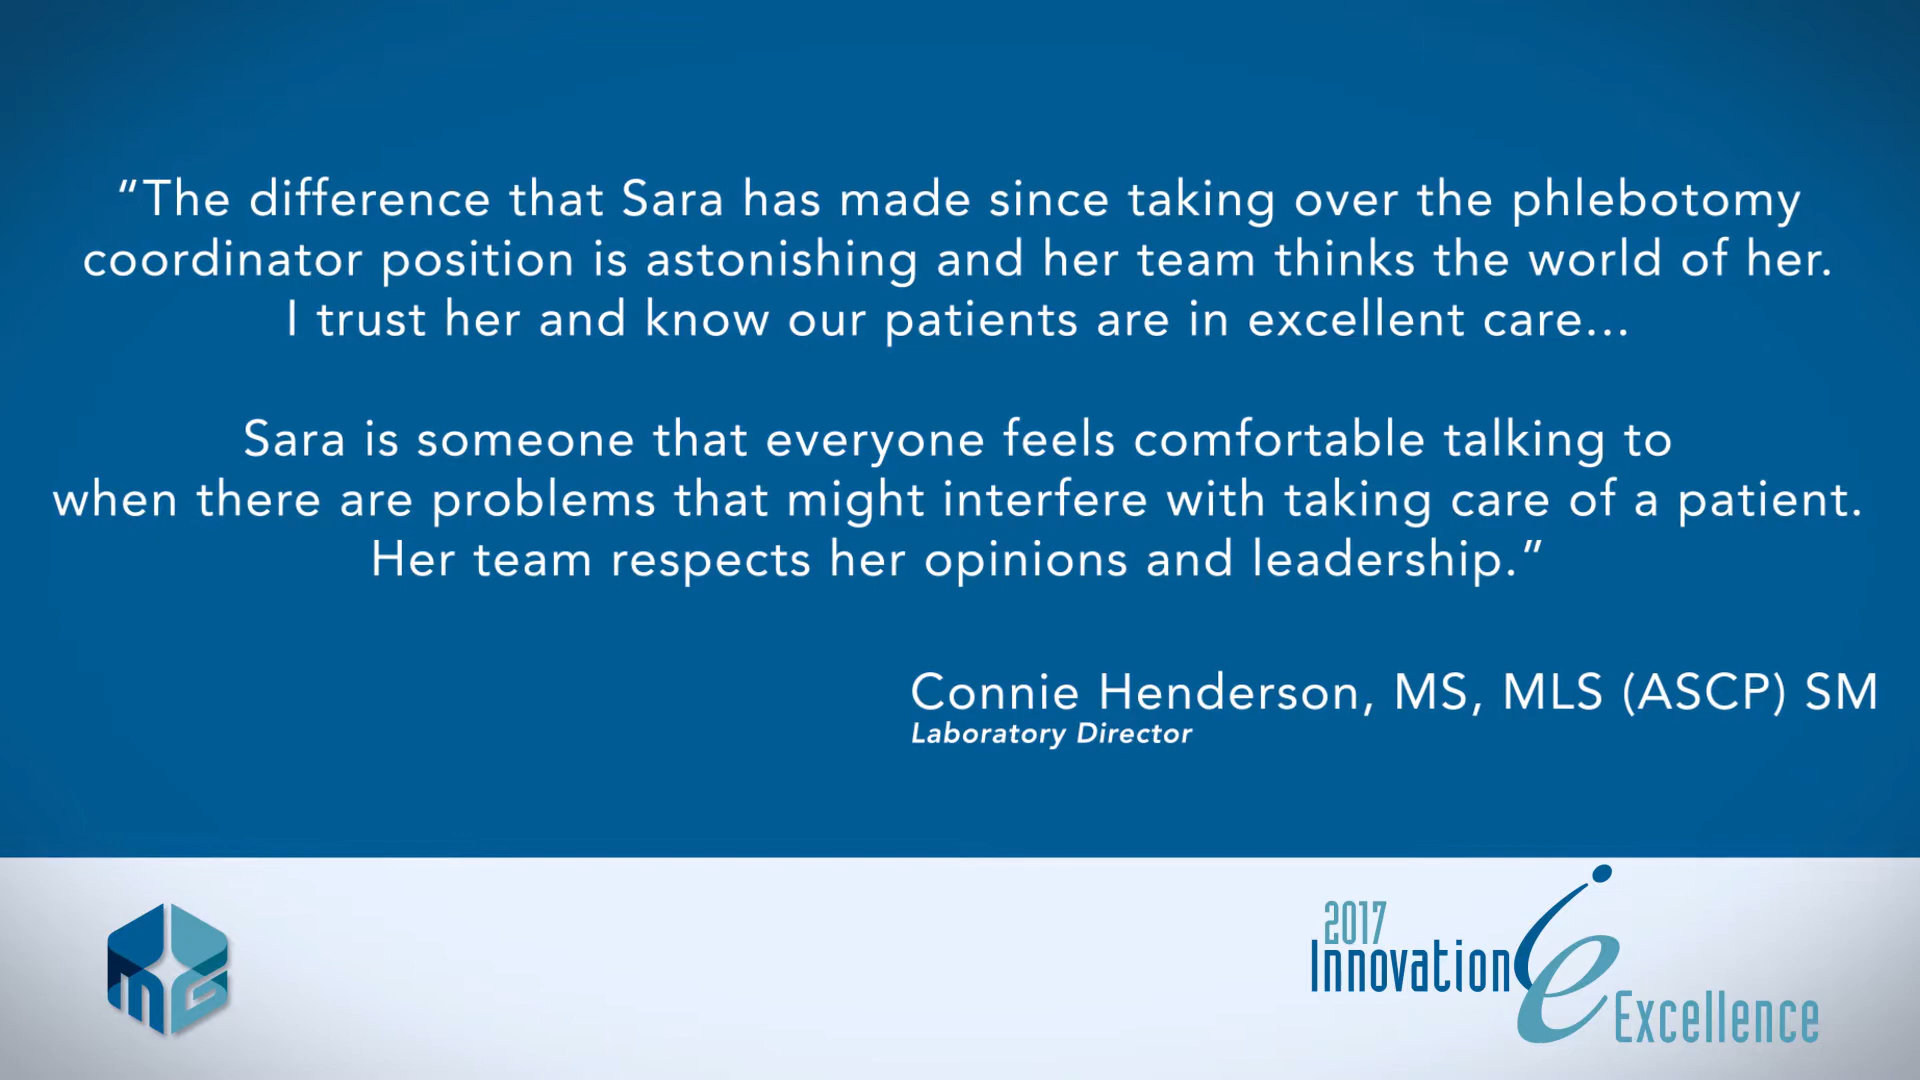 “The difference that Sara has made since taking over the phlebotomy
coordinator position is astonishing and her team thinks the world of her.
I trust her and know our patients are in excellent care...
Sara is someone that everyone feels comfortable talking to
when there are problems that might interfere with taking care of a patient.
Her team respects her opinions and leadership.”
Connie Henderson, MS, MLS (ASCP) SM
Laboratory Director
MG
2017
Innovation
ie
Excellence